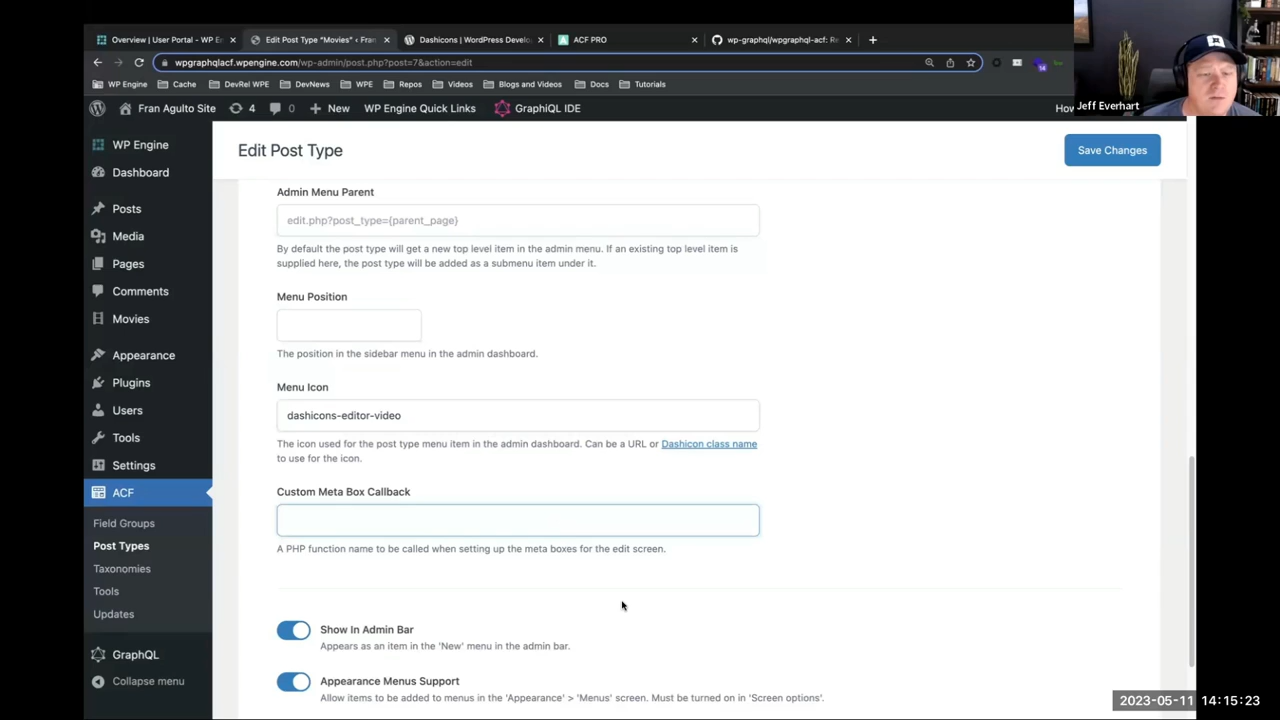 Overview | User Portal - WP E
Edit Post Type "Movies" ‹ Fran
Dashicons | WordPress Develo
ACF PRO
wp-graphql/wpgraphql-acf: Re
wpgraphqlacf.wpengine.com/wp-admin/post.php?post=7&action=edit
WP Engine
Cache
DevRel WPE
DevNews
WPE
Repos
Videos
Blogs and Videos
Docs
Tutorials
Jeff Everhart
Fran Agulto Site
4
0
New
WP Engine Quick Links
GraphiQL IDE
WP Engine
Dashboard
Posts
Media
Pages
Comments
Movies
Appearance
Plugins
Users
Tools
Settings
ACF
Field Groups
Post Types
Taxonomies
Tools
Updates
GraphQL
Collapse menu
Edit Post Type
Save Changes
Admin Menu Parent
edit.php?post_type={parent_page}
By default the post type will get a new top level item in the admin menu. If an existing top level item is
supplied here, the post type will be added as a submenu item under it.
Menu Position
The position in the sidebar menu in the admin dashboard.
Menu Icon
dashicons-editor-video
The icon used for the post type menu item in the admin dashboard. Can be a URL or Dashicon class name
to use for the icon.
Custom Meta Box Callback
A PHP function name to be called when setting up the meta boxes for the edit screen.
Show In Admin Bar
Appears as an item in the 'New' menu in the admin bar.
Appearance Menus Support
Allow items to be added to menus in the 'Appearance' > 'Menus' screen. Must be turned on in 'Screen options'.
2023-05-11 14:15:23